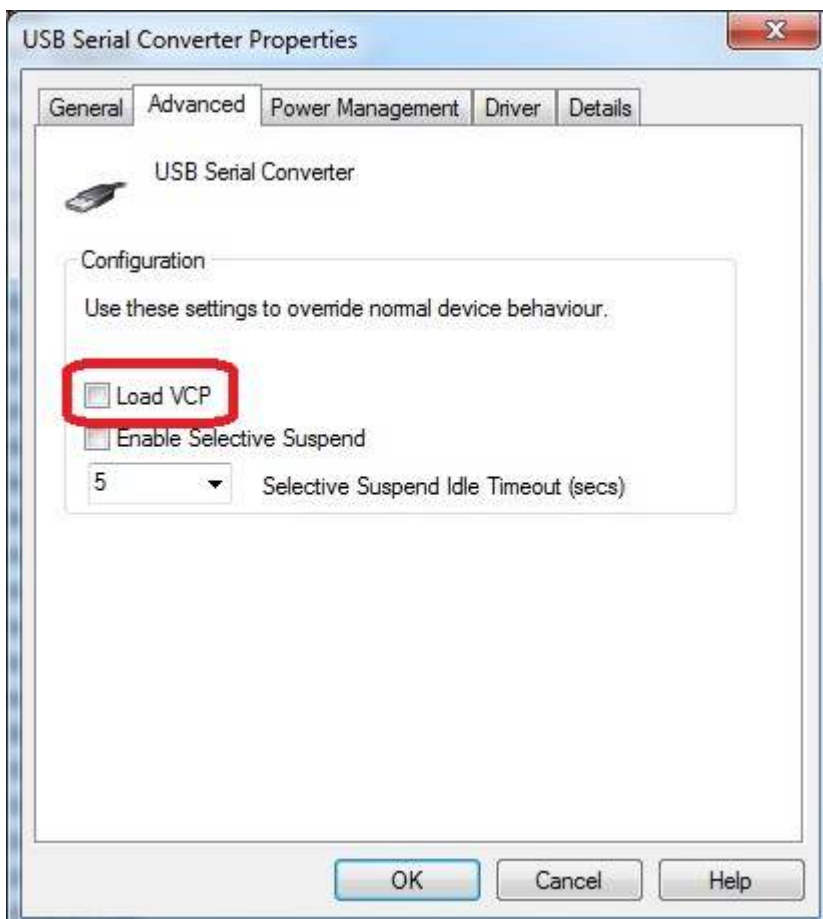 USB Serial Converter Properties
General Advanced Power Management Driver Details
USB Serial Converter
Configuration
Use these settings to override normal device behaviour.
Load VCP
Enable Selective Suspend
5 Selective Suspend Idle Timeout (secs)
OK Cancel Help